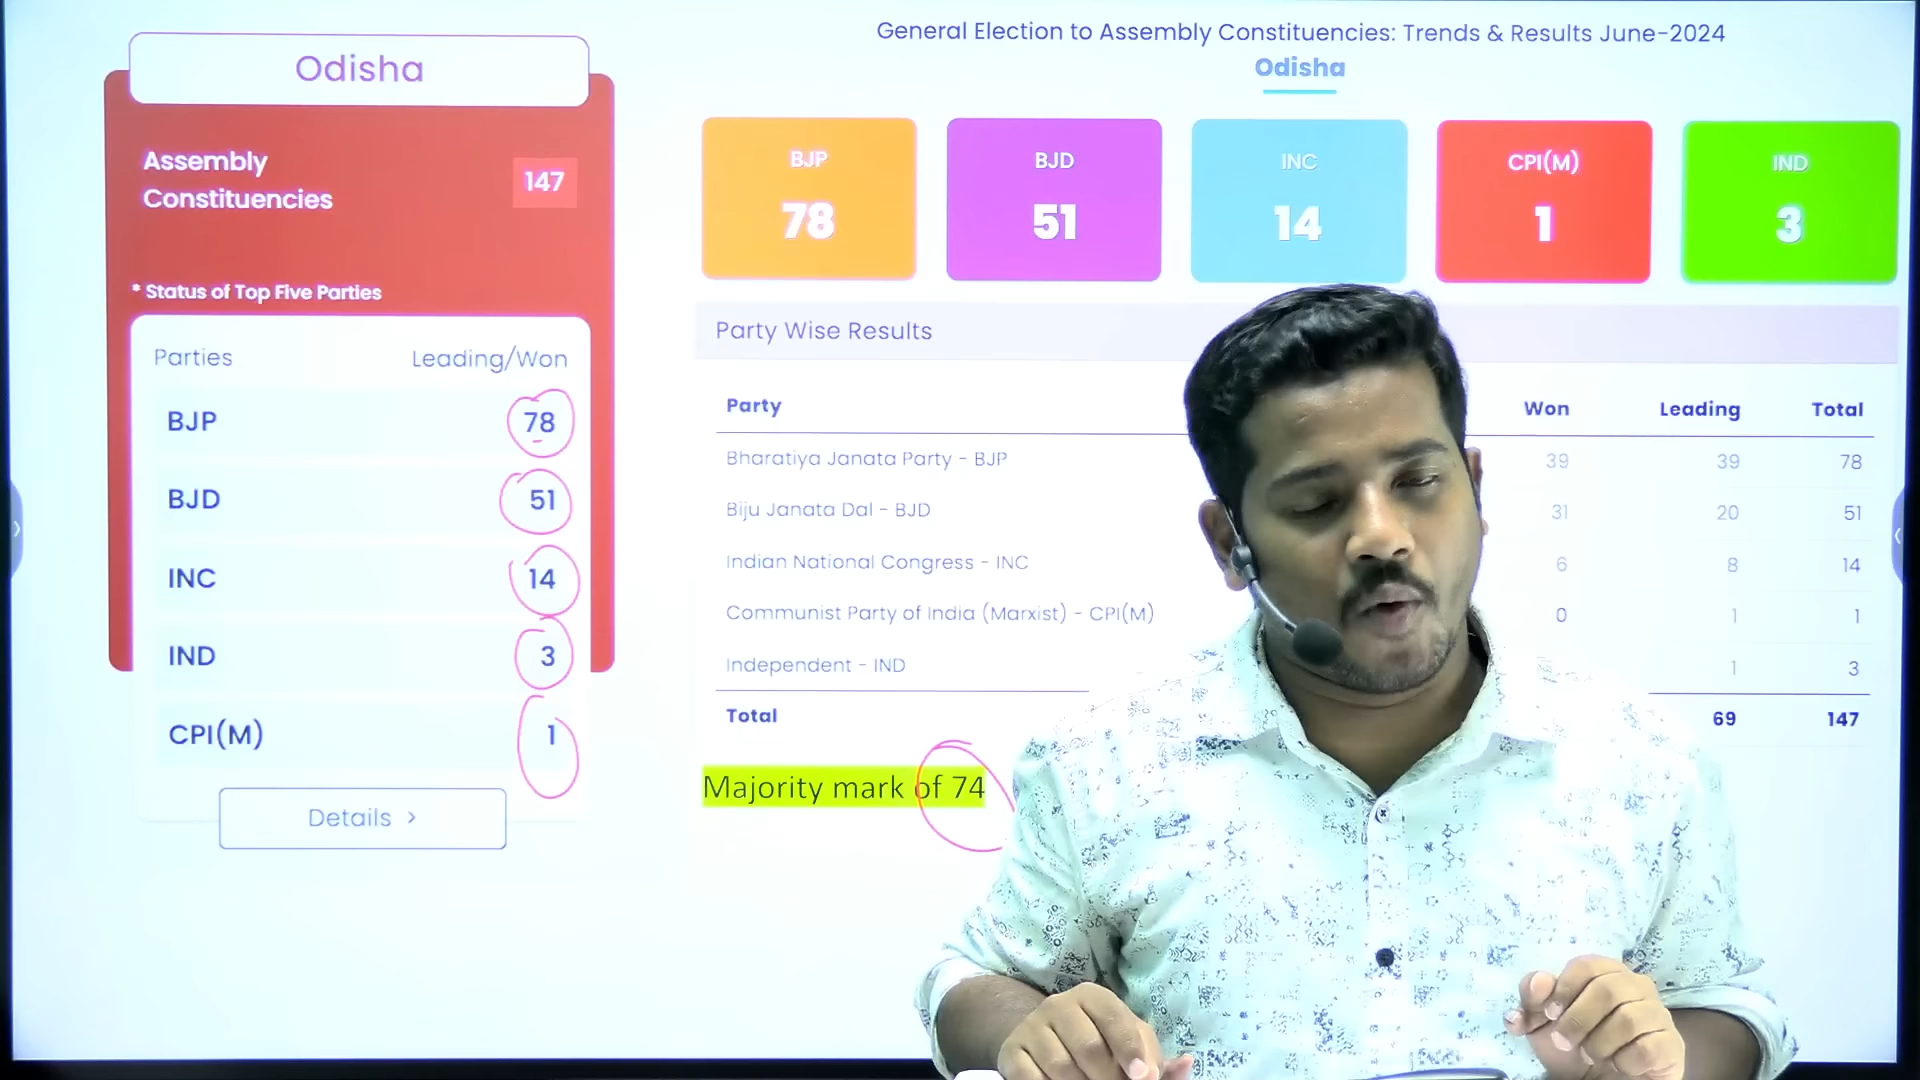 Odisha
Assembly
Constituencies
147
* Status of Top Five Parties
Parties Leading/Won
BJP 78
BJD 51
INC 14
IND 3
CPI(M) 1
Details >
General Election to Assembly Constituencies: Trends & Results June-2024
Odisha
BJP
78
BJD
51
INC
14
CPI(M)
1
IND
3
Party Wise Results
Party Won Leading Total
Bharatiya Janata Party - BJP 39 39 78
Biju Janata Dal - BJD 31 20 51
Indian National Congress - INC 6 8 14
Communist Party of India (Marxist) - CPI(M) 0 1 1
Independent - IND 1 3
Total 69 147
Majority mark of 74